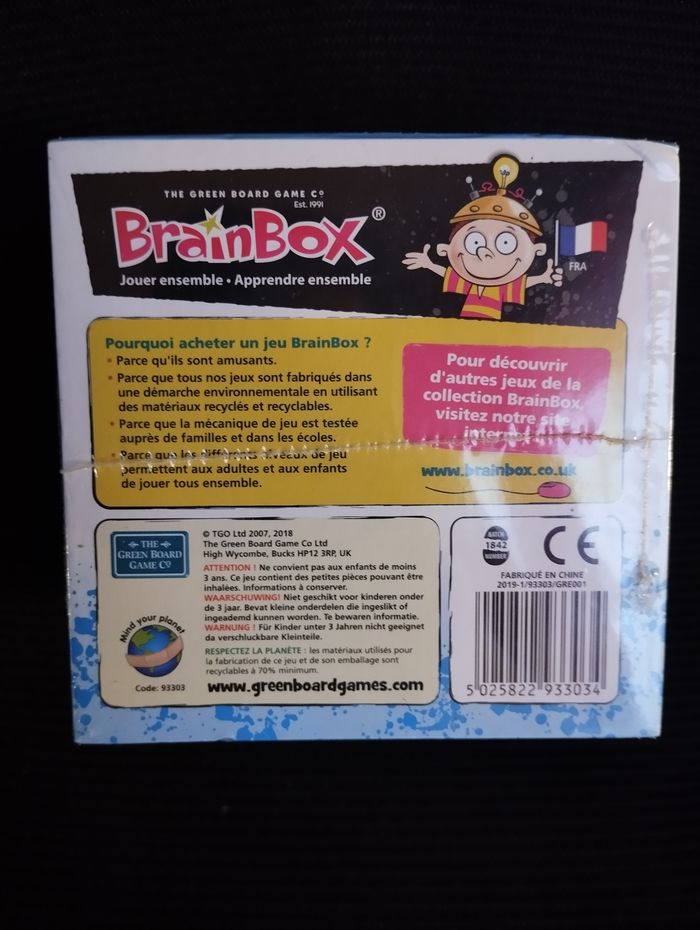 THE GREEN BOARD GAME Cº
Est. 1991
BrainBox®
Jouer ensemble • Apprendre ensemble
FRA
Pourquoi acheter un jeu BrainBox ?
• Parce qu'ils sont amusants.
• Parce que tous nos jeux sont fabriqués dans
une démarche environnementale en utilisant
des matériaux recyclés et recyclables.
• Parce que la mécanique de jeu est testée
auprès de familles et dans les écoles.
• Parce que les différents niveaux de jeu
permettent aux adultes et aux enfants
de jouer tous ensemble.
Pour découvrir
d'autres jeux de la
collection BrainBox,
visitez notre site
internet
www.brainbox.co.uk
THE
GREEN BOARD
GAME Cº
Mind your planet
Code: 93303
© TGO Ltd 2007, 2018
The Green Board Game Co Ltd
High Wycombe, Bucks HP12 3RP, UK
ATTENTION ! Ne convient pas aux enfants de moins
3 ans. Ce jeu contient des petites pièces pouvant être
inhalées. Informations à conserver.
WAARSCHUWING! Niet geschikt voor kinderen onder
de 3 jaar. Bevat kleine onderdelen die ingeslikt of
ingeademd kunnen worden. Te bewaren informatie.
WARNUNG ! Für Kinder unter 3 Jahren nicht geeignet
da verschluckbare Kleinteile.
RESPECTEZ LA PLANÈTE : les matériaux utilisés pour
la fabrication de ce jeu et de son emballage sont
recyclés à 70% minimum.
www.greenboardgames.com
BATCH
1842
NUMBER
CE
FABRIQUÉ EN CHINE
2019-1/93303/GRE001
5 025822 933034